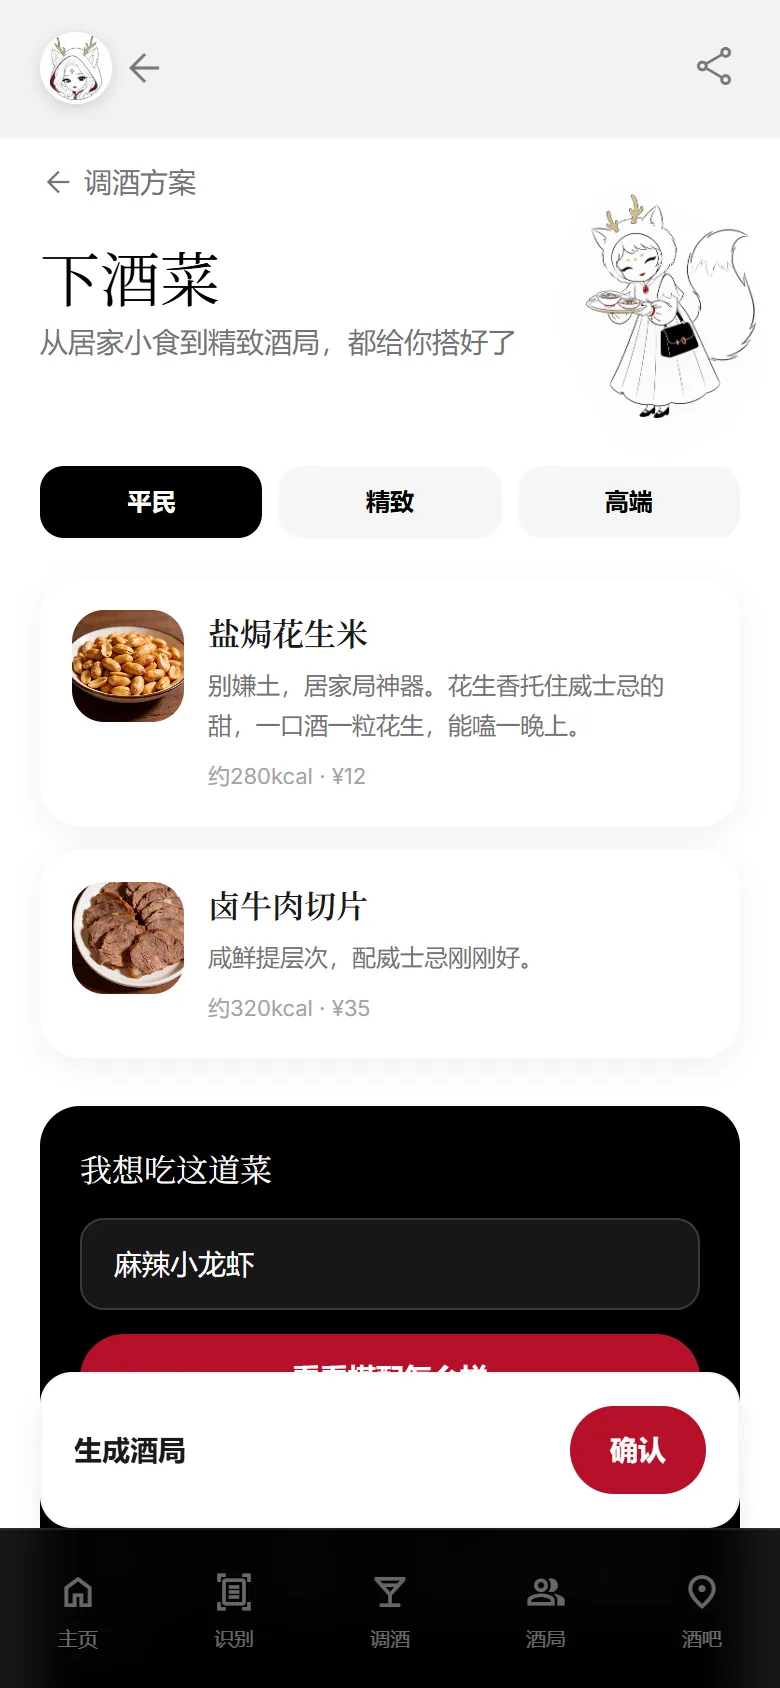 调酒方案
下酒菜
从居家小食到精致酒局，都给你搭好了
平民
精致
高端
盐焗花生米
别嫌土，居家局神器。花生香托住威士忌的
甜，一口酒一粒花生，能嗑一晚上。
约280kcal · ¥12
卤牛肉切片
咸鲜提层次，配威士忌刚刚好。
约320kcal · ¥35
我想吃这道菜
麻辣小龙虾
生成酒局
确认
主页
识别
调酒
酒局
酒吧